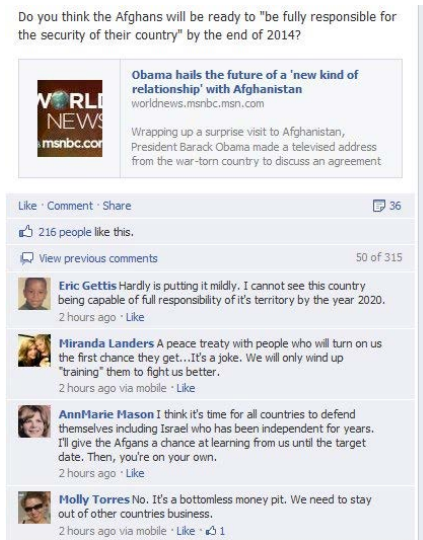 Do you think the Afghans will be ready to "be fully responsible for
the security of their country" by the end of 2014?
WORLD
NEWS
msnbc.com
Obama hails the future of a 'new kind of
relationship' with Afghanistan
worldnews.msnbc.msn.com
Wrapping up a surprise visit to Afghanistan,
President Barack Obama made a televised address
from the war-torn country to discuss an agreement
Like · Comment · Share 36
216 people like this.
View previous comments 50 of 315
Eric Gettis Hardly is putting it mildly. I cannot see this country
being capable of full responsibility of it's territory by the year 2020.
2 hours ago · Like
Miranda Landers A peace treaty with people who will turn on us
the first chance they get...It's a joke. We will only wind up
"training" them to fight us better.
2 hours ago via mobile · Like
AnnMarie Mason I think it's time for all countries to defend
themselves including Israel who has been independent for years.
I'll give the Afgans a chance at learning from us until the target
date. Then, you're on your own.
2 hours ago · Like
Molly Torres No. It's a bottomless money pit. We need to stay
out of other countries business.
2 hours ago via mobile · Like · 1